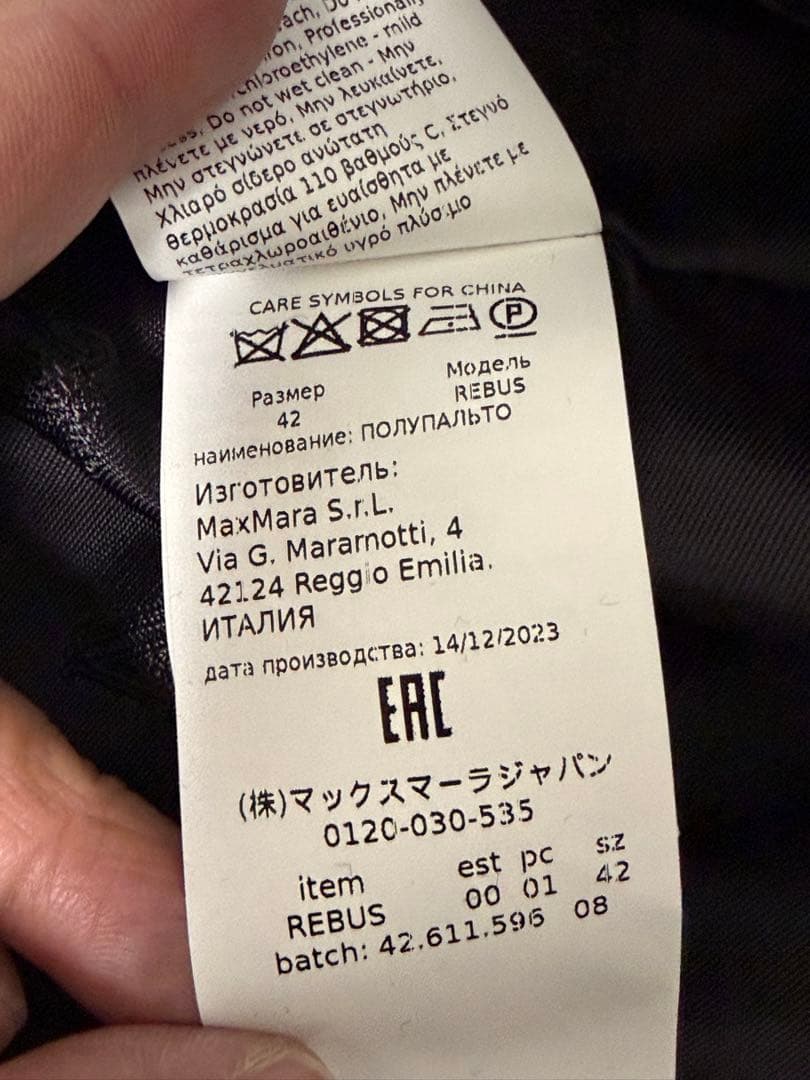 ach, Do
on, Professional
chloroethylene - mild
Do not wet clean - Μην
πλένετε με νερό, Μην λευκαίνετε,
Μην στεγνώνετε σε στεγνωτήριο,
Χλιαρό σίδερο ανώτατη
θερμοκρασία 110 βαθμούς C, Στεγνό
καθάρισμα για ευαίσθητα με
τετραχλωροαιθένιο, Μην πλένετε με
υγρό πλύσιμο
CARE SYMBOLS FOR CHINA
P
Размер Модель
42 REBUS
наименование: ПОЛУПАЛЬТО
Изготовитель:
MaxMara S.r.L.
Via G. Mararnotti, 4
42124 Reggio Emilia.
ИТАЛИЯ
дата производства: 14/12/2023
EAC
(株)マックスマーラジャパン
0120-030-535
item est pc sz
REBUS 00 01 42
batch: 42.611.596 08